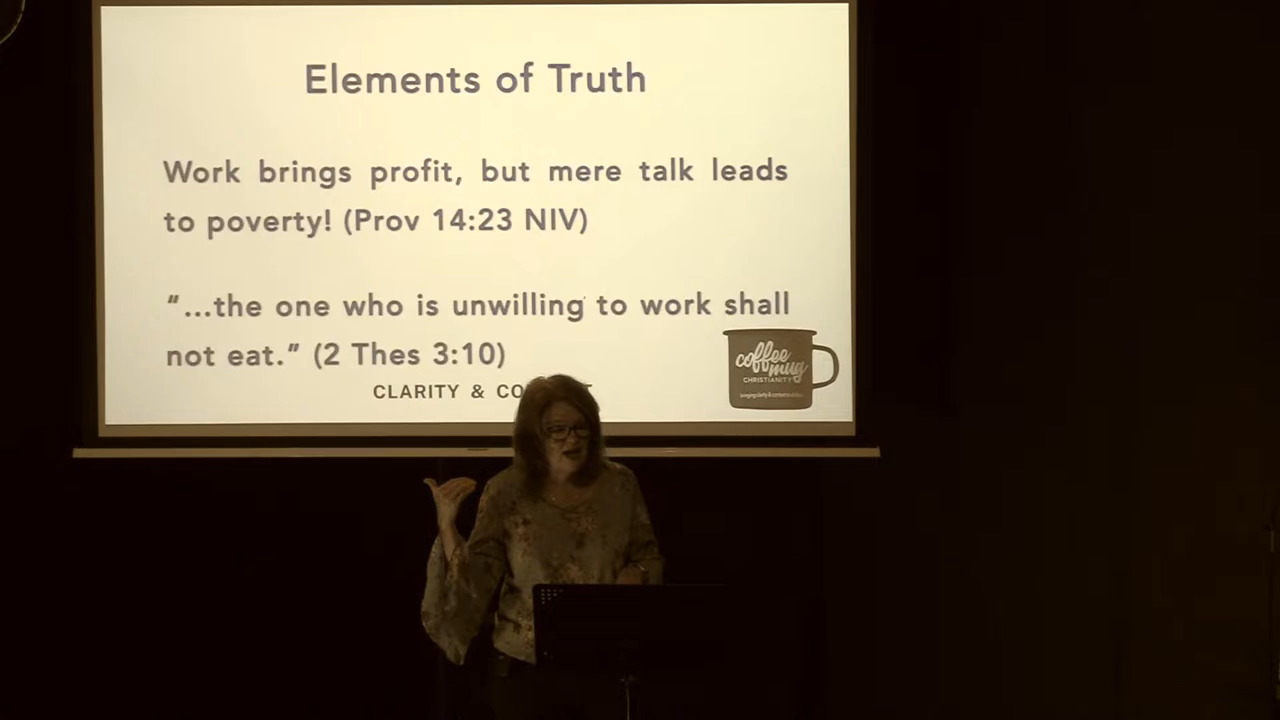 Elements of Truth
Work brings profit, but mere talk leads
to poverty! (Prov 14:23 NIV)
“...the one who is unwilling to work shall
not eat.” (2 Thes 3:10)
CLARITY &
coffee
mug
CHRISTIANITY